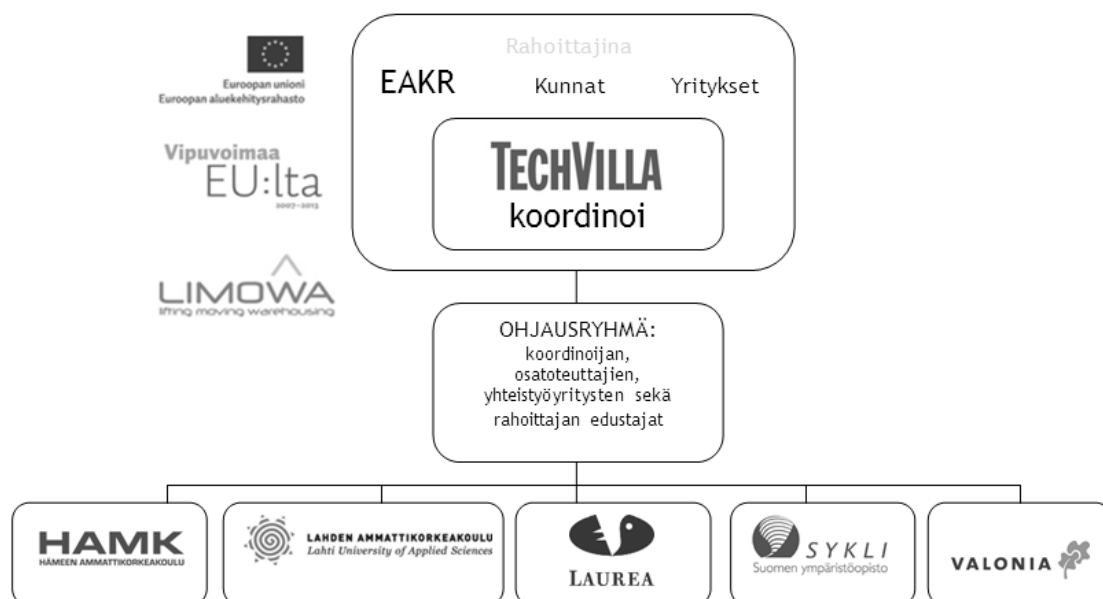 Euroopan unioni
Euroopan aluekehitysrahasto
Vipuvoimaa
EU:lta
2007–2013
LIMOWA
lifting moving warehousing
Rahoittajina
EAKR Kunnat Yritykset
TECHVILLA
koordinoi
OHJAUSRYHMÄ:
koordinoijan,
osatoteuttajien,
yhteistyöyritysten sekä
rahoittajan edustajat
HAMK
HÄMEEN AMMATTIKORKEAKOULU
LAHDEN AMMATTIKORKEAKOULU
Lahti University of Applied Sciences
LAUREA
SYKLI
Suomen ympäristöopisto
VALONIA